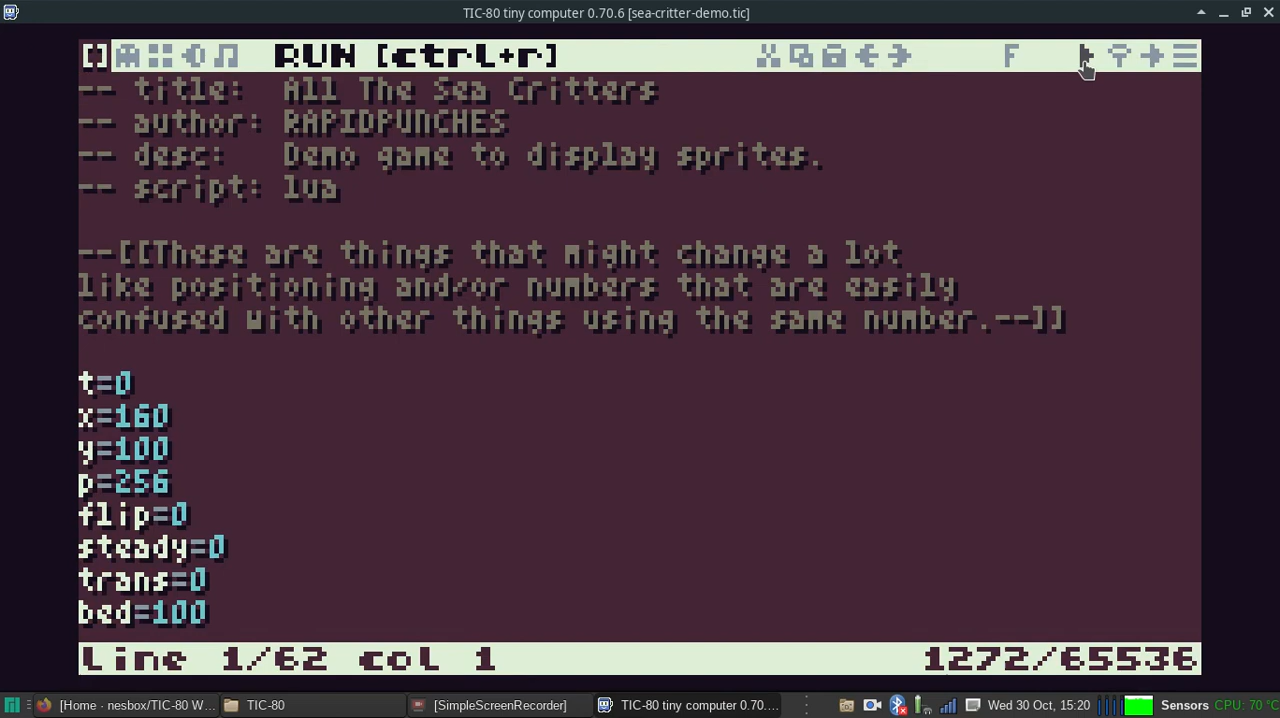 TIC-80 tiny computer 0.70.6 [sea-critter-demo.tic]
RUN [ctrl+r]
F
-- title:  All The Sea Critters
-- author: RAPIDPUNCHES
-- desc:   Demo game to display sprites.
-- script: lua
--[[These are things that might change a lot
like positioning and/or numbers that are easily
confused with other things using the same number.--]]
t=0
x=160
y=100
p=256
flip=0
steady=0
trans=0
bed=100
line 1/62 col 1
1272/65536
[Home - nesbox/TIC-80 W...
TIC-80
[SimpleScreenRecorder]
TIC-80 tiny computer 0.70....
Wed 30 Oct, 15:20
Sensors CPU: 70 °C